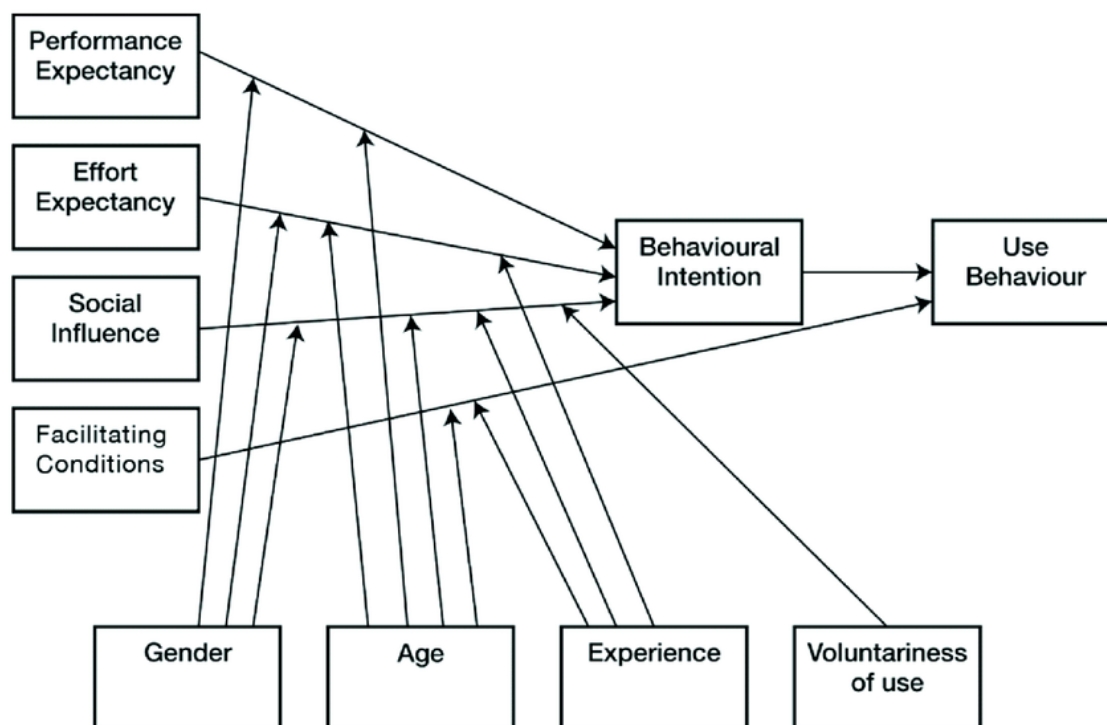 Performance
Expectancy
Effort
Expectancy
Social
Influence
Facilitating
Conditions
Behavioural
Intention
Use
Behaviour
Gender
Age
Experience
Voluntariness
of use